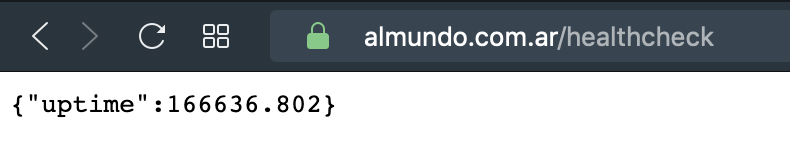 almundo.com.ar/healthcheck
{"uptime":166636.802}